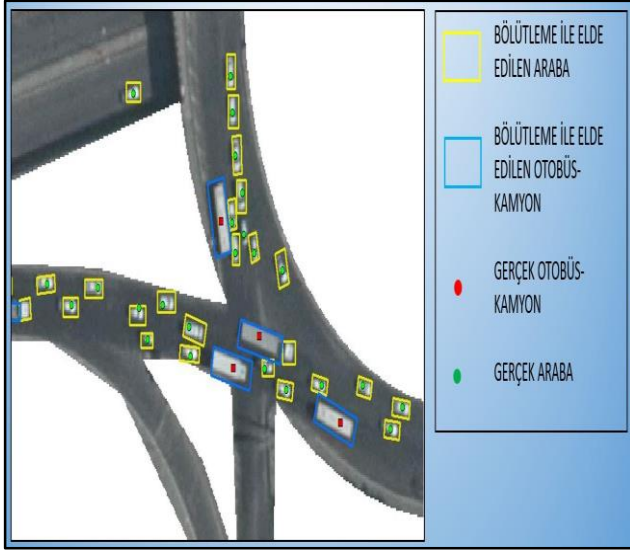 BÖLÜTLEME İLE ELDE
EDİLEN ARABA
BÖLÜTLEME İLE ELDE
EDİLEN OTOBÜS-
KAMYON
GERÇEK OTOBÜS-
KAMYON
GERÇEK ARABA